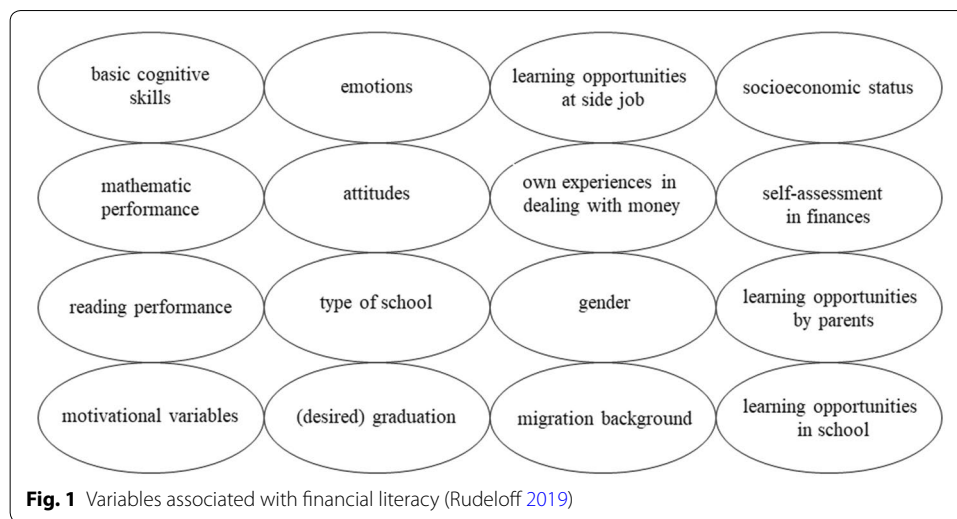 basic cognitive
skills
emotions
learning opportunities
at side job
socioeconomic status
mathematic
performance
attitudes
own experiences in
dealing with money
self-assessment
in finances
reading performance
type of school
gender
learning opportunities
by parents
motivational variables
(desired) graduation
migration background
learning opportunities
in school
Fig. 1 Variables associated with financial literacy (Rudeloff 2019)